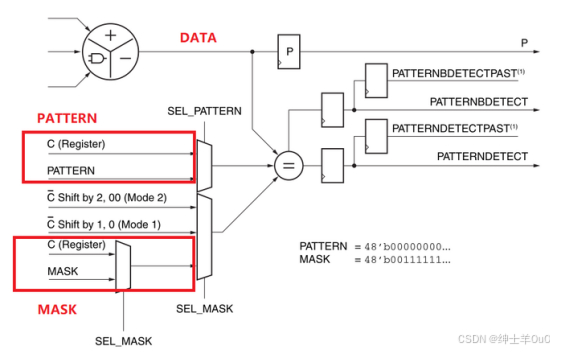 DATA
P
P
PATTERNBDETECTPAST(1)
SEL_PATTERN
PATTERNBDETECT
PATTERN
PATTERNDETECTPAST(1)
C (Register)
PATTERNDETECT
=
PATTERN
C̅ Shift by 2, 00 (Mode 2)
C̅ Shift by 1, 0 (Mode 1)
C (Register)
PATTERN = 48'b00000000...
MASK = 48'b00111111...
MASK
MASK
SEL_MASK
SEL_MASK
CSDN @绅士羊OuO